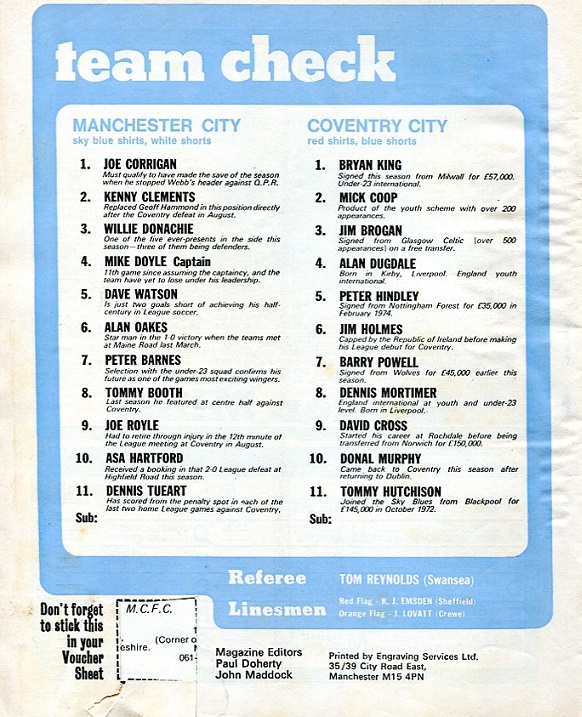 team check
MANCHESTER CITY
sky blue shirts, white shorts
1. JOE CORRIGAN
Must qualify to have made the save of the season
when he stopped Webb's header against Q.P.R.
2. KENNY CLEMENTS
Replaced Geoff Hammond in this position directly
after the Coventry defeat in August.
3. WILLIE DONACHIE
One of the five ever-presents in the side this
season—three of them being defenders.
4. MIKE DOYLE Captain
11th game since assuming the captaincy, and the
team have yet to lose under his leadership.
5. DAVE WATSON
Is just two goals short of achieving his half-
century in League soccer.
6. ALAN OAKES
Star man in the 1-0 victory when the teams met
at Maine Road last March.
7. PETER BARNES
Selection with the under-23 squad confirms his
future as one of the games most exciting wingers.
8. TOMMY BOOTH
Last season he featured at centre half against
Coventry.
9. JOE ROYLE
Had to retire through injury in the 12th minute of
the League meeting at Coventry in August.
10. ASA HARTFORD
Received a booking in that 2-0 League defeat at
Highfield Road this season.
11. DENNIS TUEART
Has scored from the penalty spot in each of the
last two home League games against Coventry.
Sub:
COVENTRY CITY
red shirts, blue shorts
1. BRYAN KING
Signed this season from Milwall for £57,000.
Under-23 international.
2. MICK COOP
Product of the youth scheme with over 200
appearances.
3. JIM BROGAN
Signed from Glasgow Celtic (over 500
appearances) on a free transfer.
4. ALAN DUGDALE
Born in Kirby, Liverpool. England youth
international.
5. PETER HINDLEY
Signed from Nottingham Forest for £35,000 in
February 1974.
6. JIM HOLMES
Capped by the Republic of Ireland before making
his League debut for Coventry.
7. BARRY POWELL
Signed from Wolves for £45,000 earlier this
season.
8. DENNIS MORTIMER
England international at youth and under-23
level. Born in Liverpool.
9. DAVID CROSS
Started his career at Rochdale before being
transferred from Norwich for £150,000.
10. DONAL MURPHY
Came back to Coventry this season after
returning to Dublin.
11. TOMMY HUTCHISON
Joined the Sky Blues from Blackpool for
£145,000 in October 1972.
Sub:
Referee TOM REYNOLDS (Swansea)
Linesmen Red Flag - K. J. EMSDEN (Sheffield)
Orange Flag - J. LOVATT (Crewe)
Don't forget
to stick this
in your
Voucher
Sheet
M.C.F.C.
(Corner o
eshire.
061-
Magazine Editors
Paul Doherty
John Maddock
Printed by Engraving Services Ltd.
35/39 City Road East,
Manchester M15 4PN